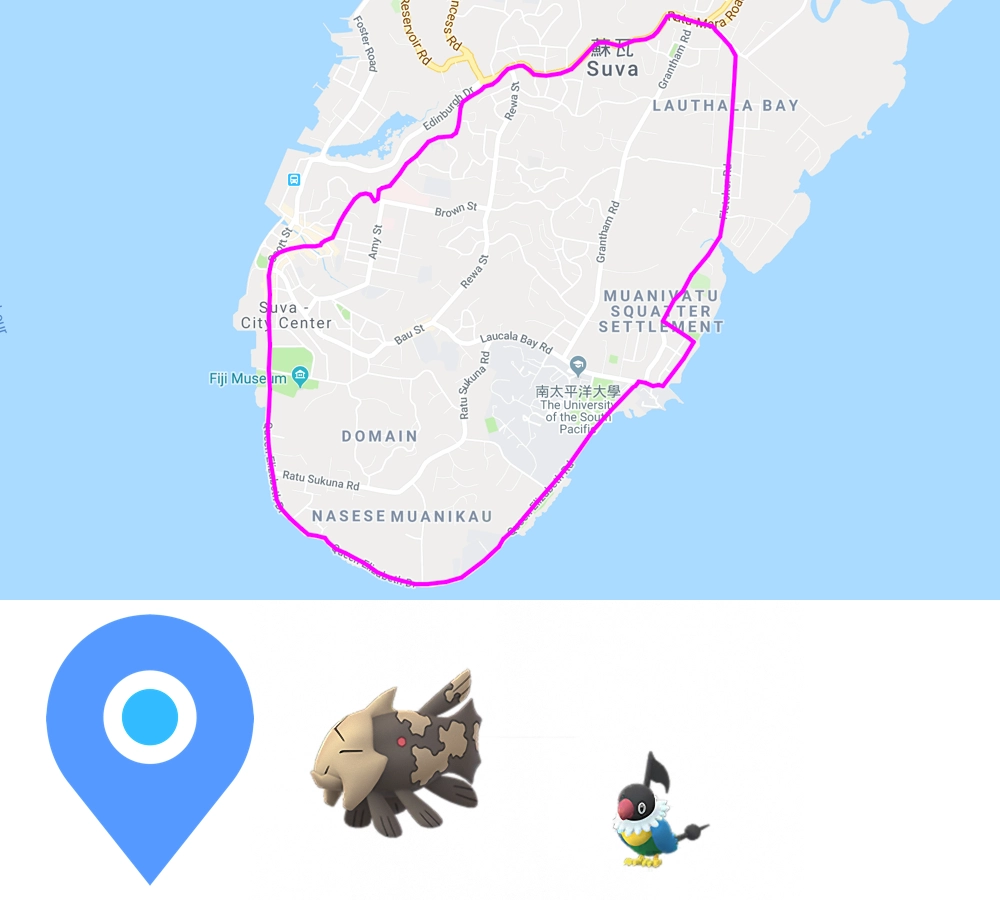 Reservoir Rd
Princess Rd
Foster Road
Ratu Mara Road
Grantham Rd
蘇瓦
Suva
LAUTHALA BAY
Edinburgh Dr
Rewa St
Fletcher Rd
Brown St
Amy St
Grantham Rd
Rewa St
MUANIVATU
SQUATTER
SETTLEMENT
Suva -
City Center
Bau St
Laucala Bay Rd
Ratu Sukuna Rd
Fiji Museum
南太平洋大學
The University
of the South
Pacific
DOMAIN
Queen Elizabeth Dr
Ratu Sukuna Rd
NASESE
MUANIKAU
Queen Elizabeth Rd
Queen Elizabeth Dr